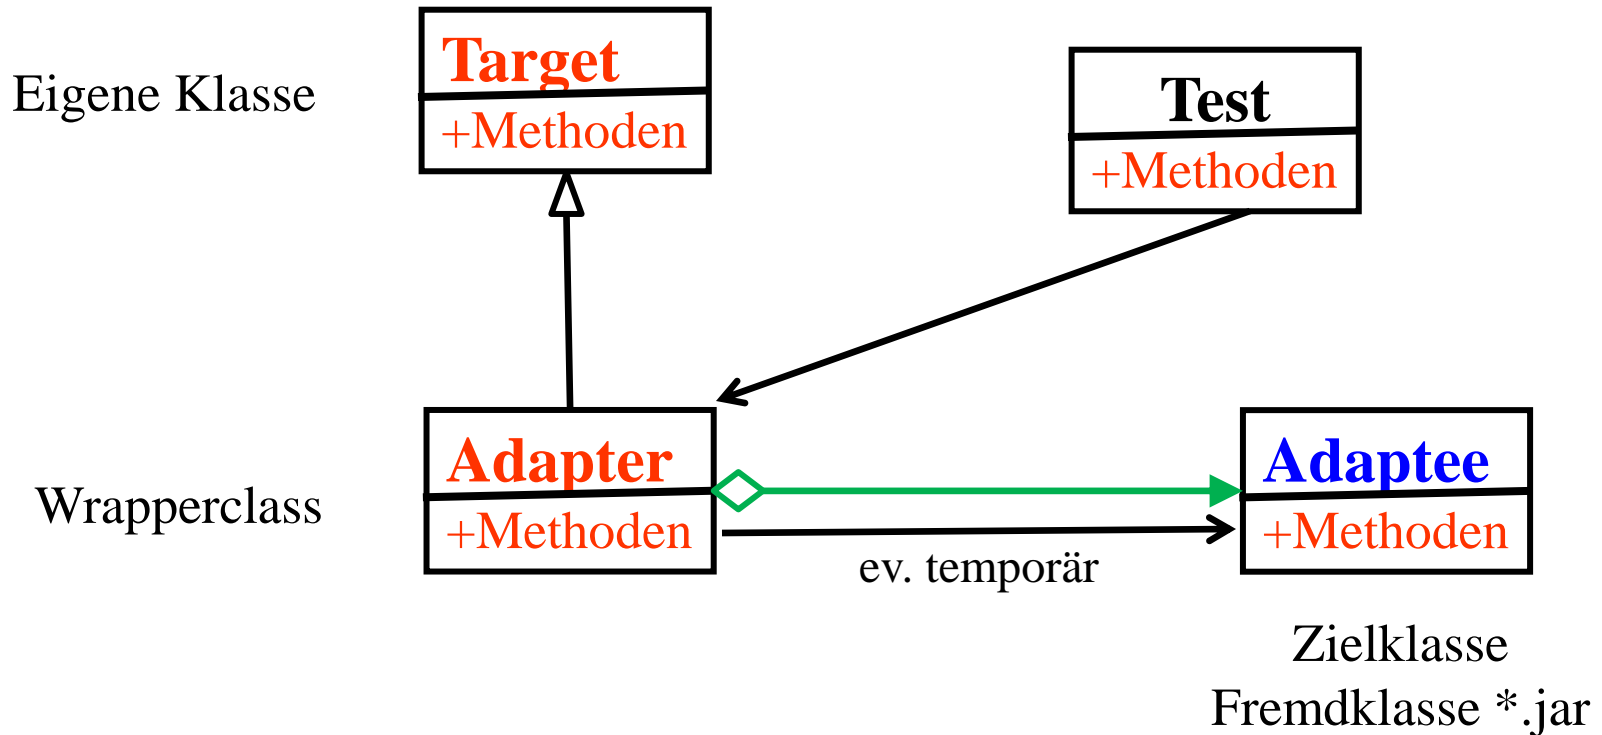 Target
Eigene Klasse
+Methoden
Test
+Methoden
Adapter
Wrapperclass
+Methoden
ev. temporär
Adaptee
+Methoden
Zielklasse
Fremdklasse *.jar